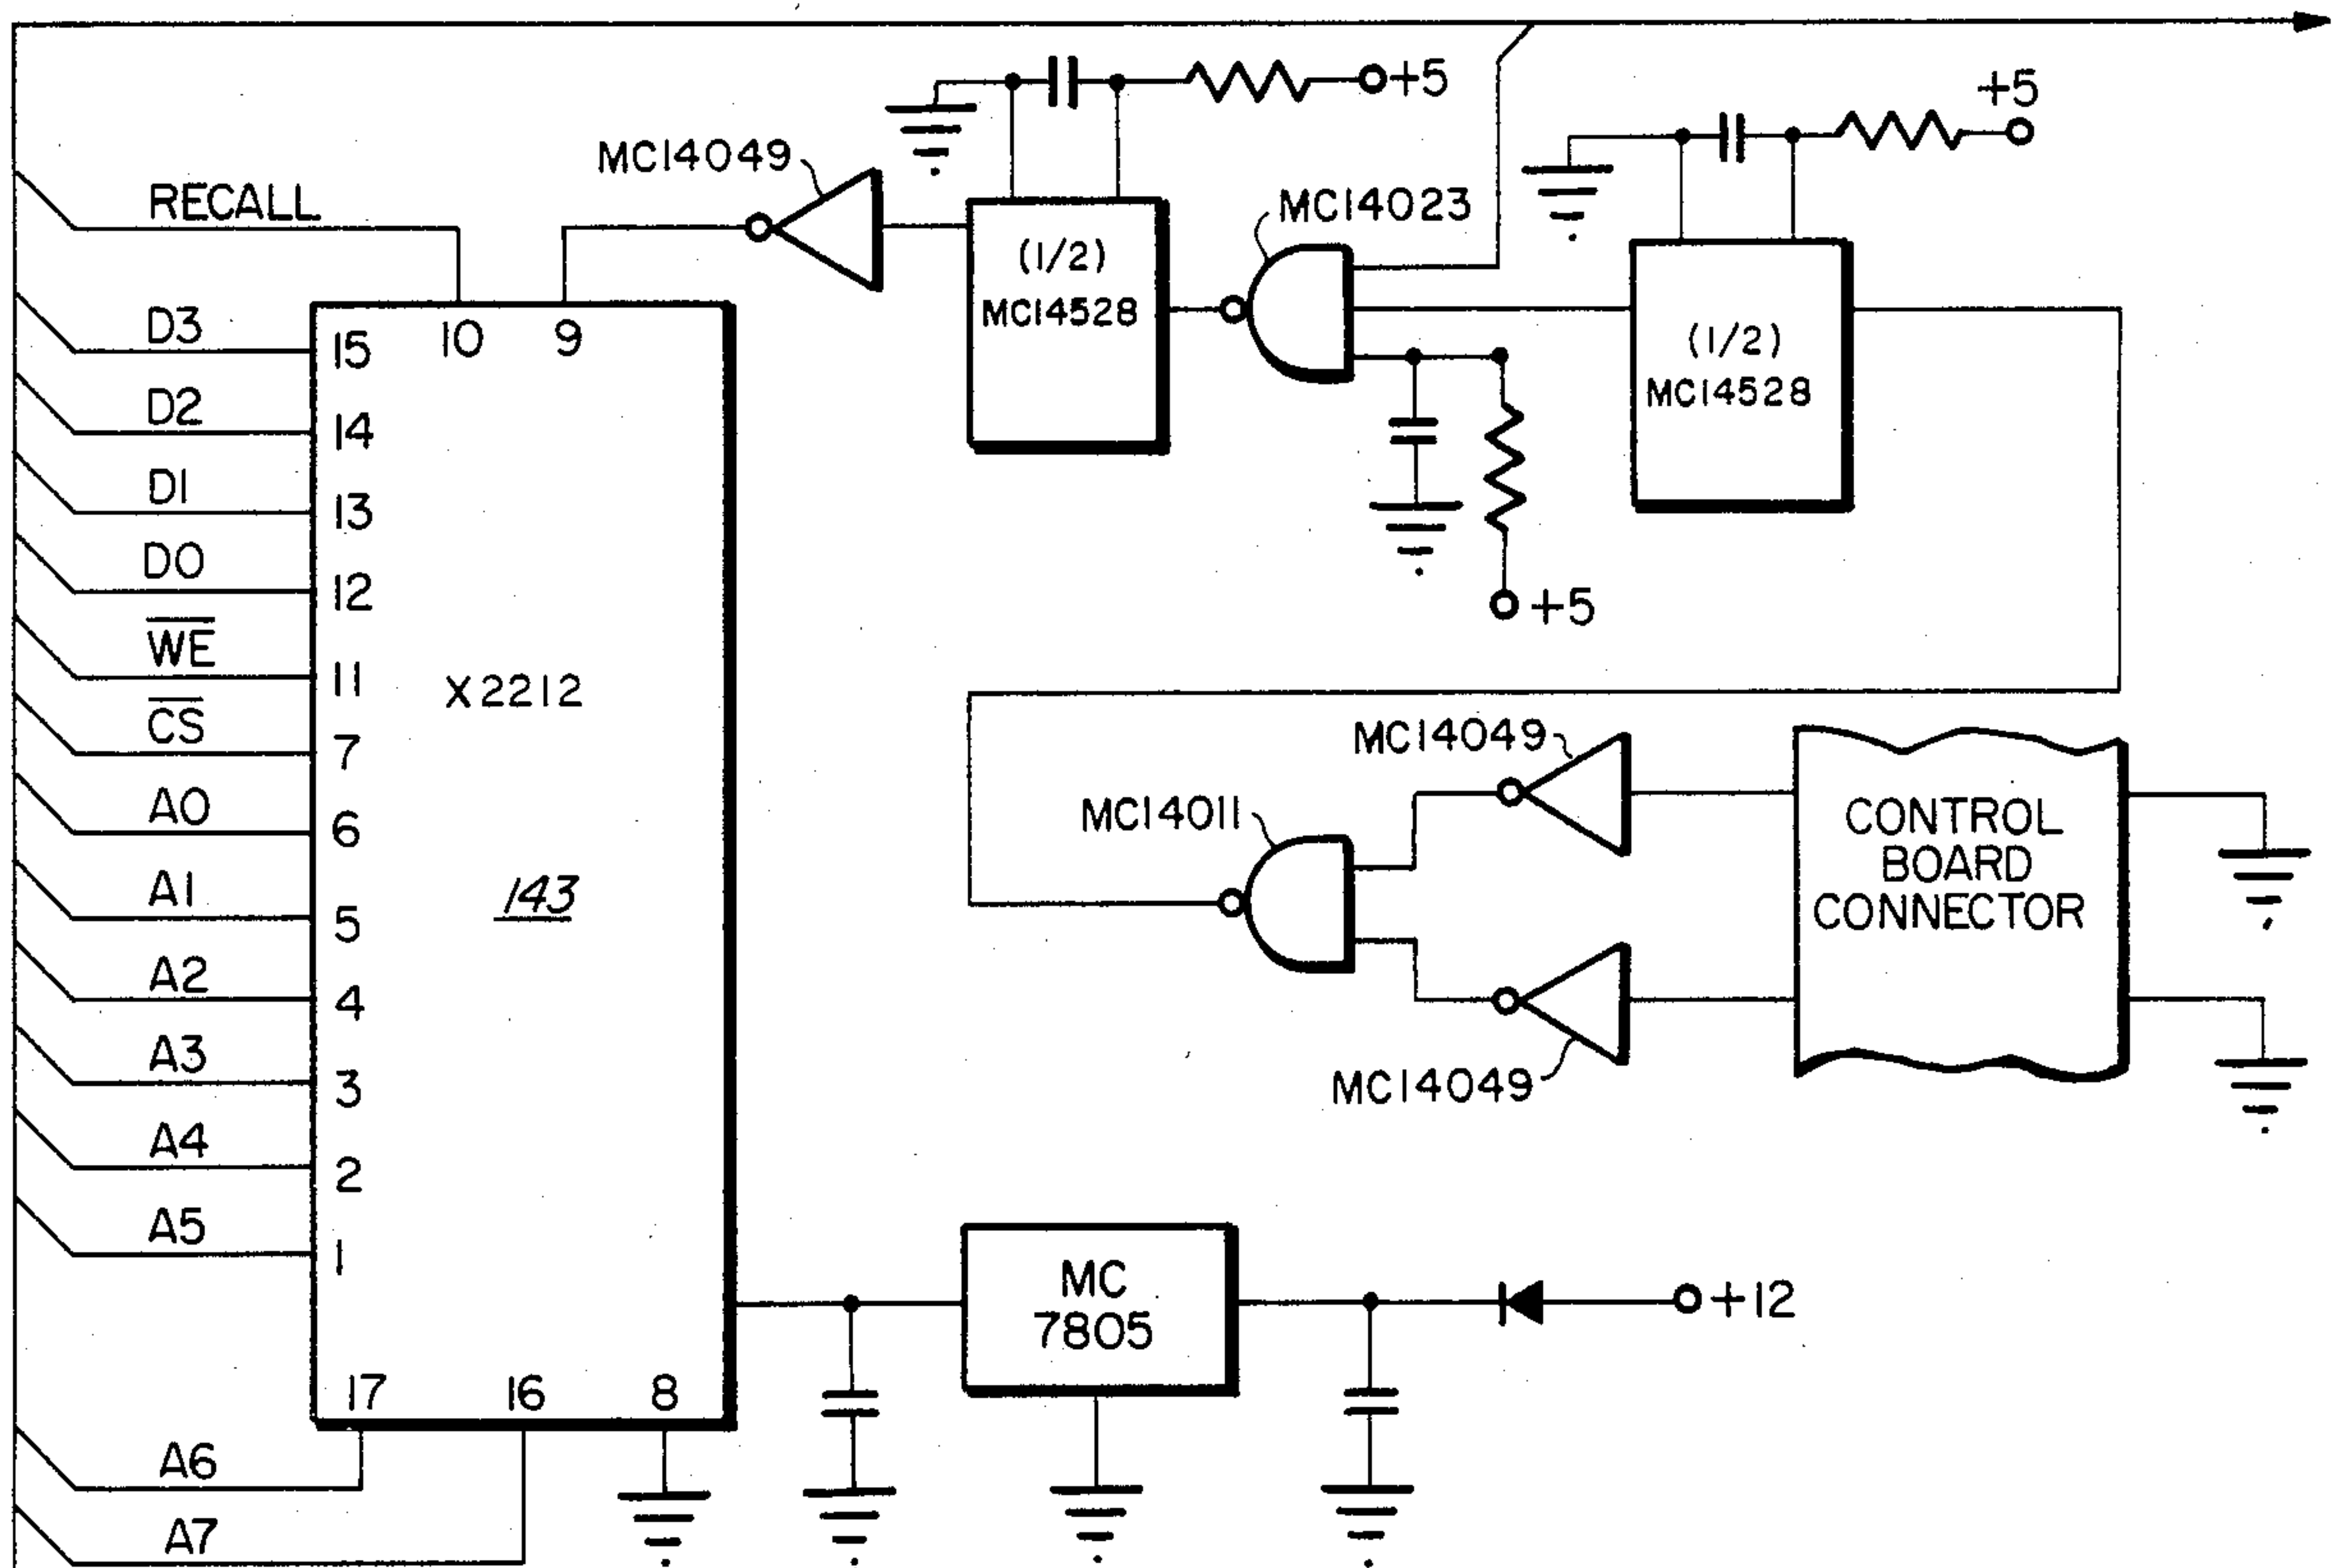 +5
+5
MC14049
RECALL
MC14023
(1/2)
MC14528
D3
15
10
9
(1/2)
MC14528
D2
14
D1
13
D0
12
+5
W̅E̅
11
X2212
C̅S̅
7
MC14049
A0
6
MC14011
CONTROL
BOARD
CONNECTOR
A1
5
143
A2
4
A3
3
MC14049
A4
2
A5
1
MC
7805
+12
17
16
8
A6
A7